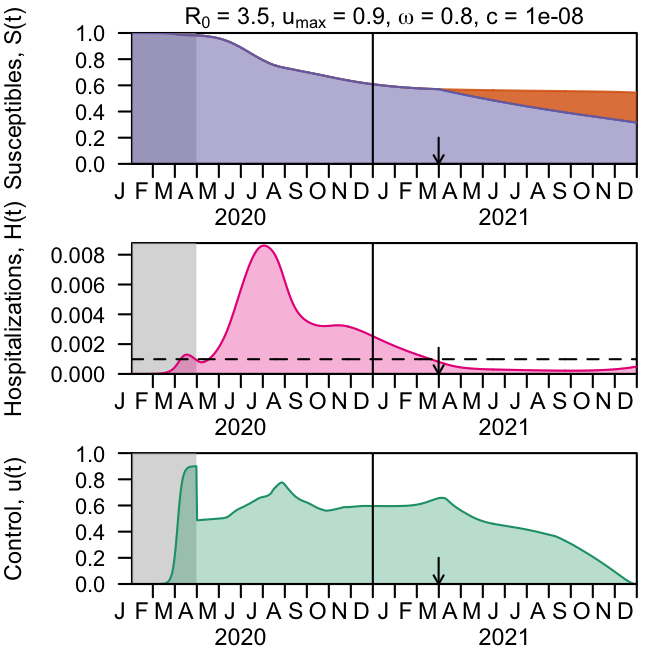 R0 = 3.5, umax = 0.9, ω = 0.8, c = 1e-08
Susceptibles, S(t)
1.0
0.8
0.6
0.4
0.2
0.0
J F M A M J J A S O N D J F M A M J J A S O N D
2020 2021
Hospitalizations, H(t)
0.008
0.006
0.004
0.002
0.000
J F M A M J J A S O N D J F M A M J J A S O N D
2020 2021
Control, u(t)
1.0
0.8
0.6
0.4
0.2
0.0
J F M A M J J A S O N D J F M A M J J A S O N D
2020 2021